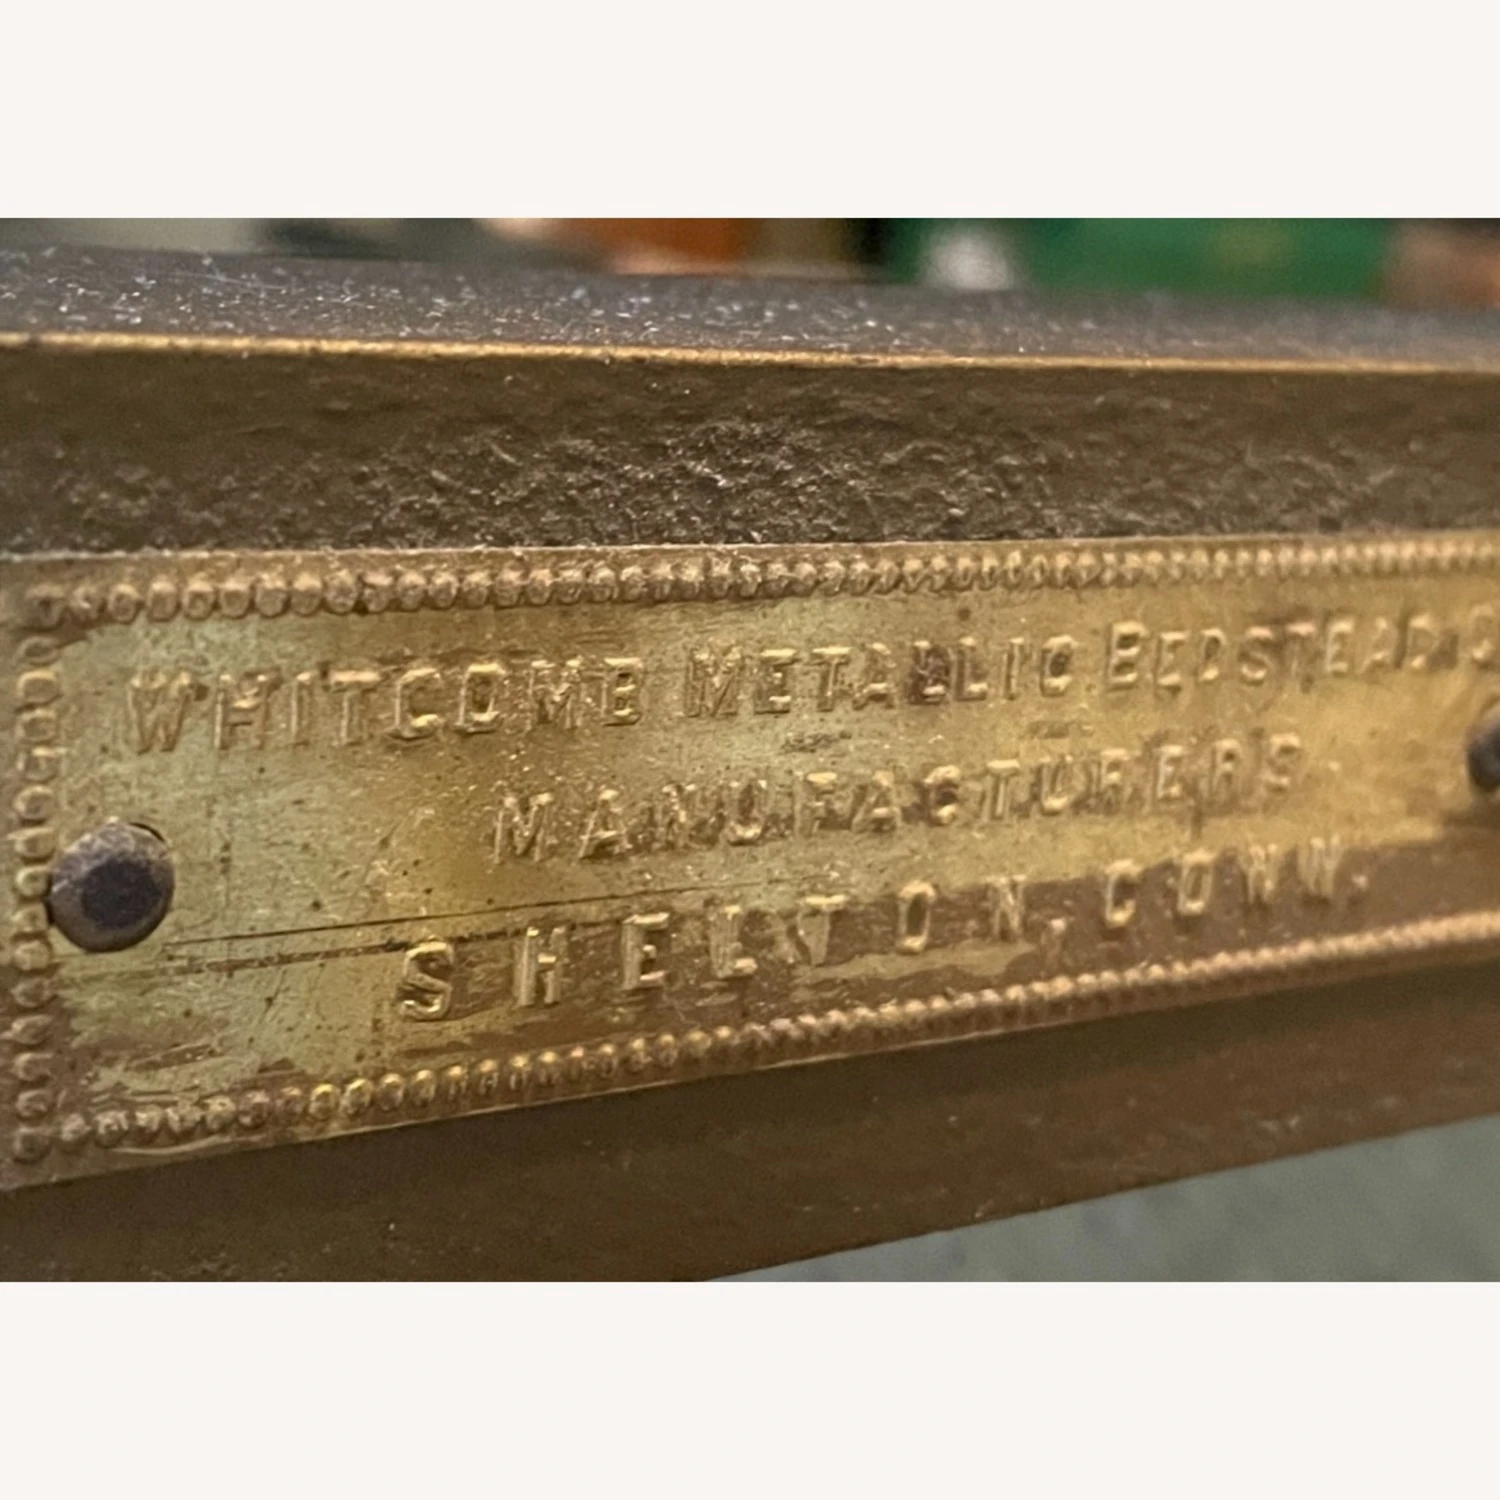 WHITCOMB METALLIC BEDSTEAD C
MANUFACTURERS
SHELTON, CONN.